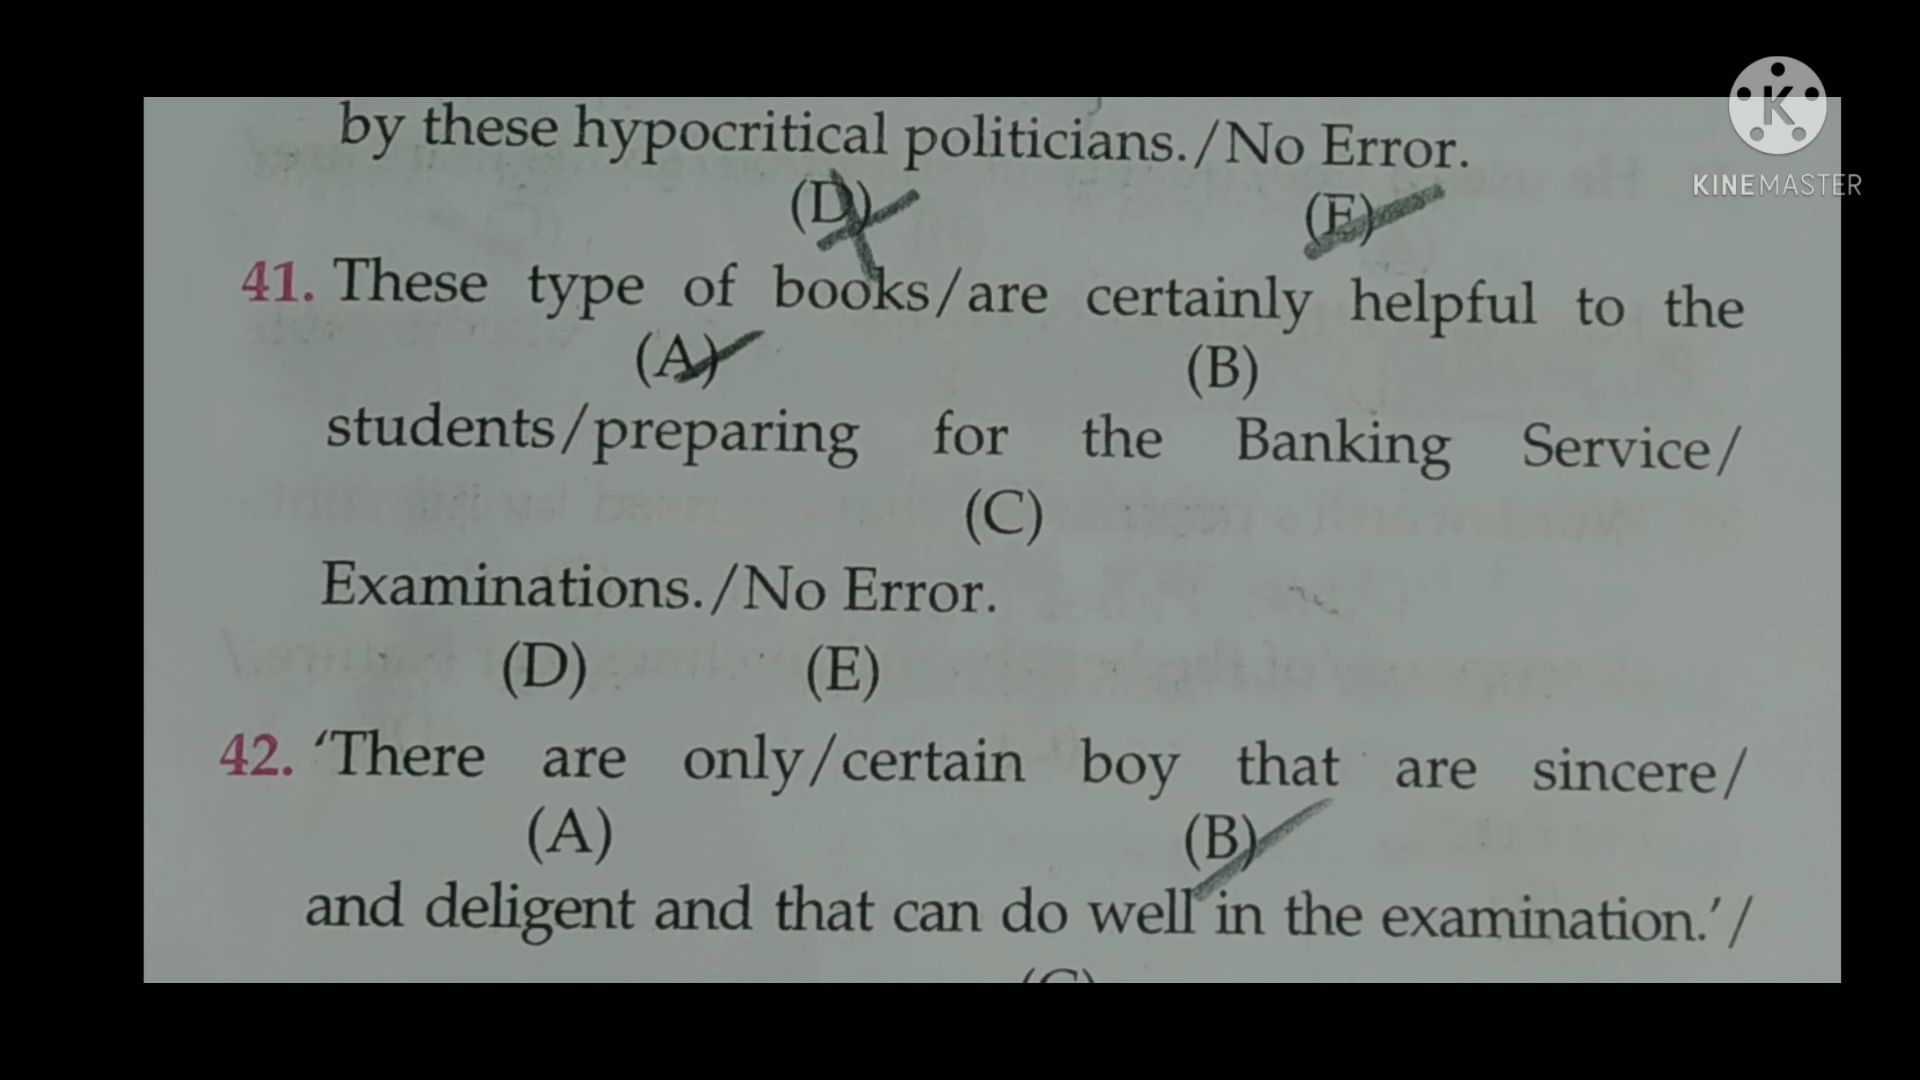 by these hypocritical politicians./No Error.
(D) (E)
41. These type of books/are certainly helpful to the
(A) (B)
students/preparing for the Banking Service/
(C)
Examinations./No Error.
(D) (E)
42. ‘There are only/certain boy that are sincere/
(A) (B)
and deligent and that can do well in the examination.’/
(C)
K
KINEMASTER